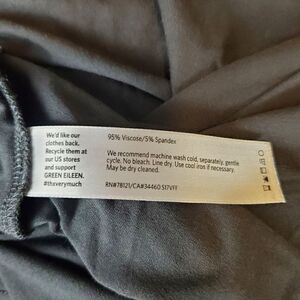 We'd like our
clothes back.
Recycle them at
our US stores
and support
GREEN EILEEN.
#thxverymuch
95% Viscose/5% Spandex
We recommend machine wash cold, separately, gentle
cycle. No bleach. Line dry. Use cool iron if necessary.
May be dry cleaned.
RN#78121/CA#34460 S17VFF